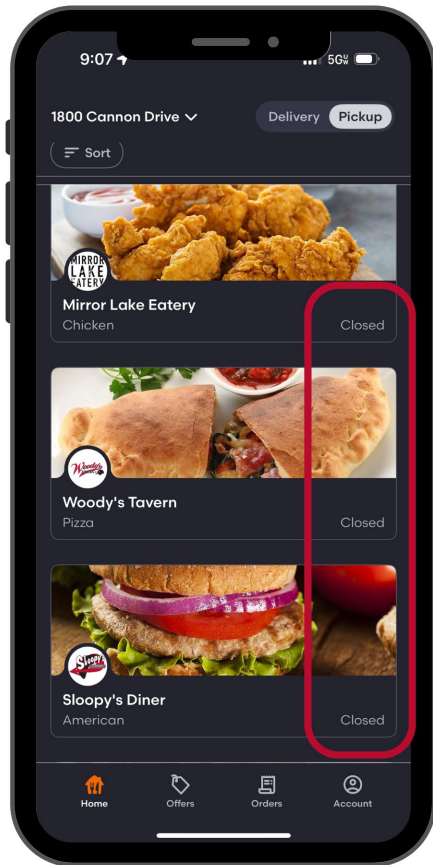 9:07
5G
1800 Cannon Drive
Delivery
Pickup
Sort
MIRROR
LAKE
EATERY
Mirror Lake Eatery
Chicken
Closed
Woody's
Woody's Tavern
Pizza
Closed
Sloopy's
Sloopy's Diner
American
Closed
Home
Offers
Orders
Account